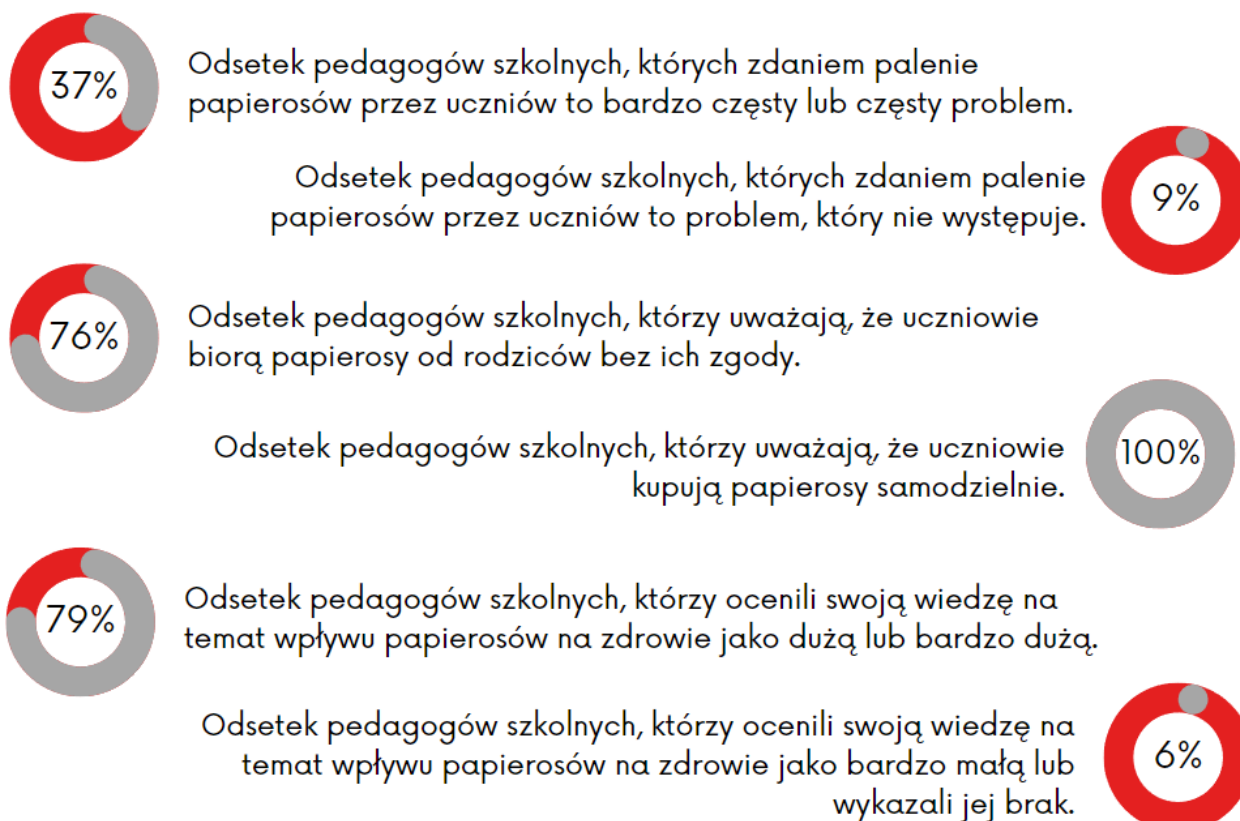 37%
Odsetek pedagogów szkolnych, których zdaniem palenie
papierosów przez uczniów to bardzo częsty lub częsty problem.
Odsetek pedagogów szkolnych, których zdaniem palenie
papierosów przez uczniów to problem, który nie występuje.
9%
76%
Odsetek pedagogów szkolnych, którzy uważają, że uczniowie
biorą papierosy od rodziców bez ich zgody.
Odsetek pedagogów szkolnych, którzy uważają, że uczniowie
kupują papierosy samodzielnie.
100%
79%
Odsetek pedagogów szkolnych, którzy ocenili swoją wiedzę na
temat wpływu papierosów na zdrowie jako dużą lub bardzo dużą.
Odsetek pedagogów szkolnych, którzy ocenili swoją wiedzę na
temat wpływu papierosów na zdrowie jako bardzo małą lub
wykazali jej brak.
6%